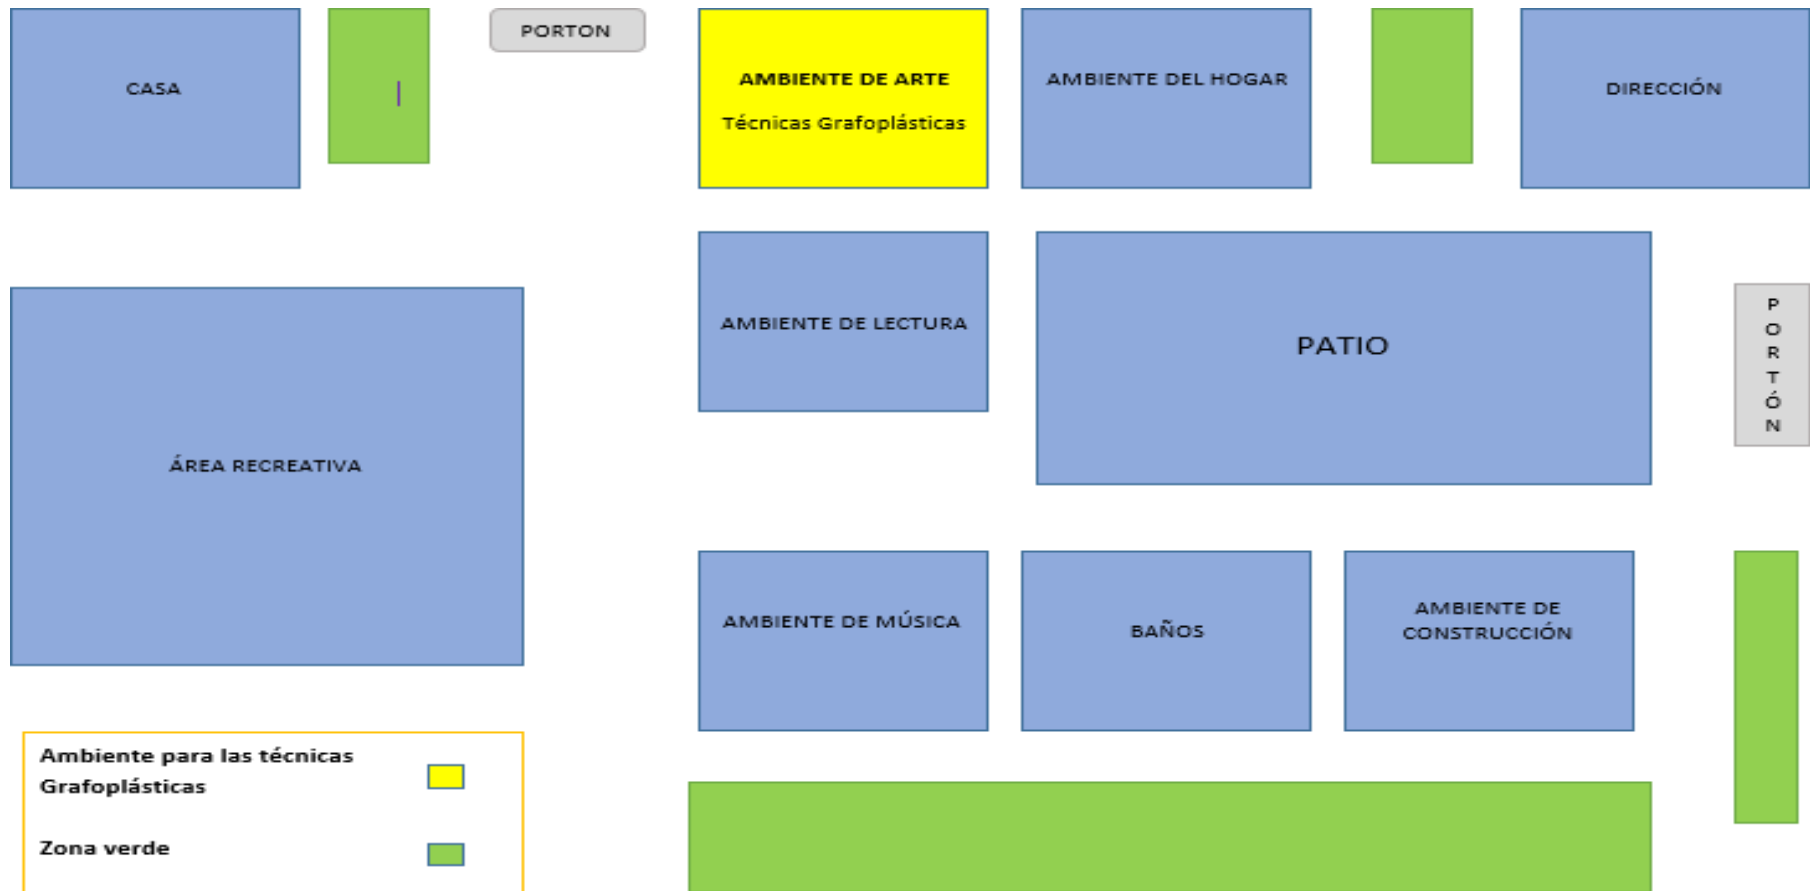 CASA
PORTON
AMBIENTE DE ARTE
Técnicas Grafoplásticas
AMBIENTE DEL HOGAR
DIRECCIÓN
AMBIENTE DE LECTURA
PATIO
P
O
R
T
Ó
N
ÁREA RECREATIVA
AMBIENTE DE MÚSICA
BAÑOS
AMBIENTE DE
CONSTRUCCIÓN
Ambiente para las técnicas
Grafoplásticas
Zona verde